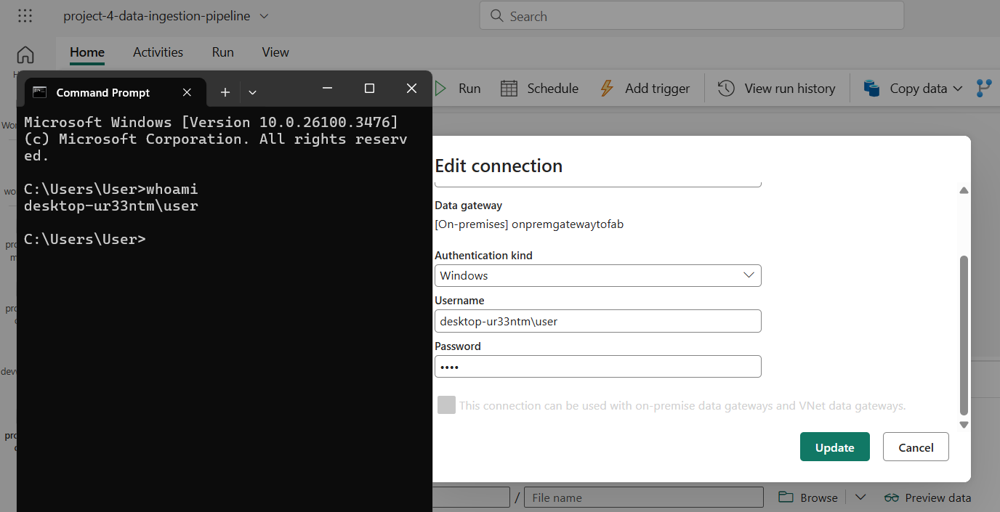 project-4-data-ingestion-pipeline
Search
Home Activities Run View
Run Schedule Add trigger View run history Copy data
Command Prompt
Microsoft Windows [Version 10.0.26100.3476]
(c) Microsoft Corporation. All rights reserv
ed.
C:\Users\User>whoami
desktop-ur33ntm\user
C:\Users\User>
Edit connection
Data gateway
[On-premises] onpremgatewaytofab
Authentication kind
Windows
Username
desktop-ur33ntm\user
Password
••••
This connection can be used with on-premise data gateways and VNet data gateways.
Update Cancel
/ File name Browse Preview data